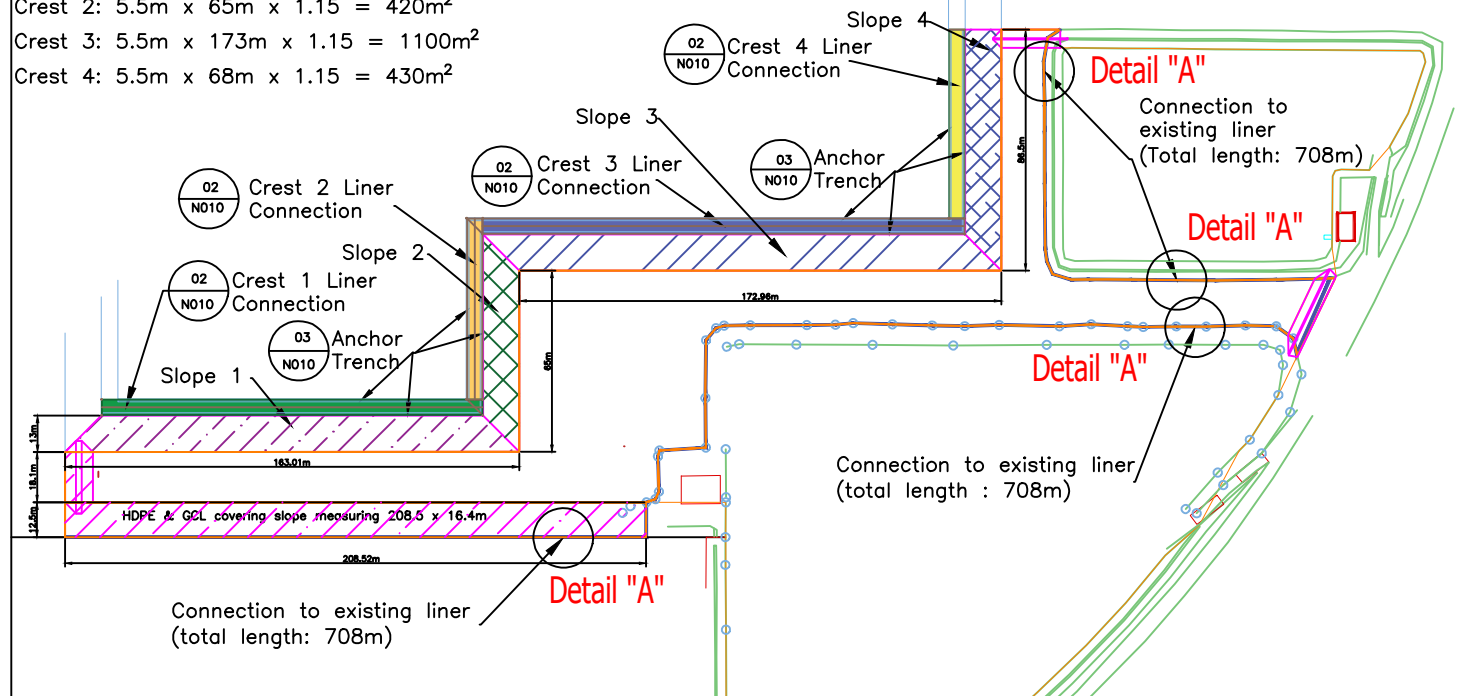 Crest 2: 5.5m x 65m x 1.15 = 420m²
Crest 3: 5.5m x 173m x 1.15 = 1100m²
Crest 4: 5.5m x 68m x 1.15 = 430m²
Slope 4
02
N010
Crest 4 Liner
Connection
Detail "A"
Connection to
existing liner
(Total length: 708m)
Slope 3
86.5m
02
N010
Crest 3 Liner
Connection
03
N010
Anchor
Trench
02
N010
Crest 2 Liner
Connection
Detail "A"
Slope 2
02
N010
Crest 1 Liner
Connection
172.96m
03
N010
Anchor
Trench
65m
Detail "A"
Slope 1
13m
163.01m
18.1m
Connection to existing liner
(total length : 708m)
12.5m
HDPE & GCL covering slope measuring 208.5 x 16.4m
208.52m
Detail "A"
Connection to existing liner
(total length: 708m)